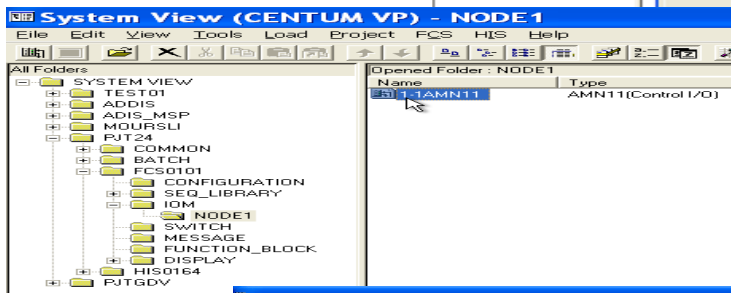 System View (CENTUM VP) - NODE1
File Edit View Tools Load Project FCS HIS Help
All Folders
SYSTEM VIEW
TEST01
ADDIS
ADIS_MSP
MOURSLI
PJT24
COMMON
BATCH
FCS0101
CONFIGURATION
SEQ_LIBRARY
IOM
NODE1
SWITCH
MESSAGE
FUNCTION_BLOCK
DISPLAY
HIS0164
PJTGDV
Opened Folder : NODE1
Name Type
1-1AMN11 AMN11(Control I/O)